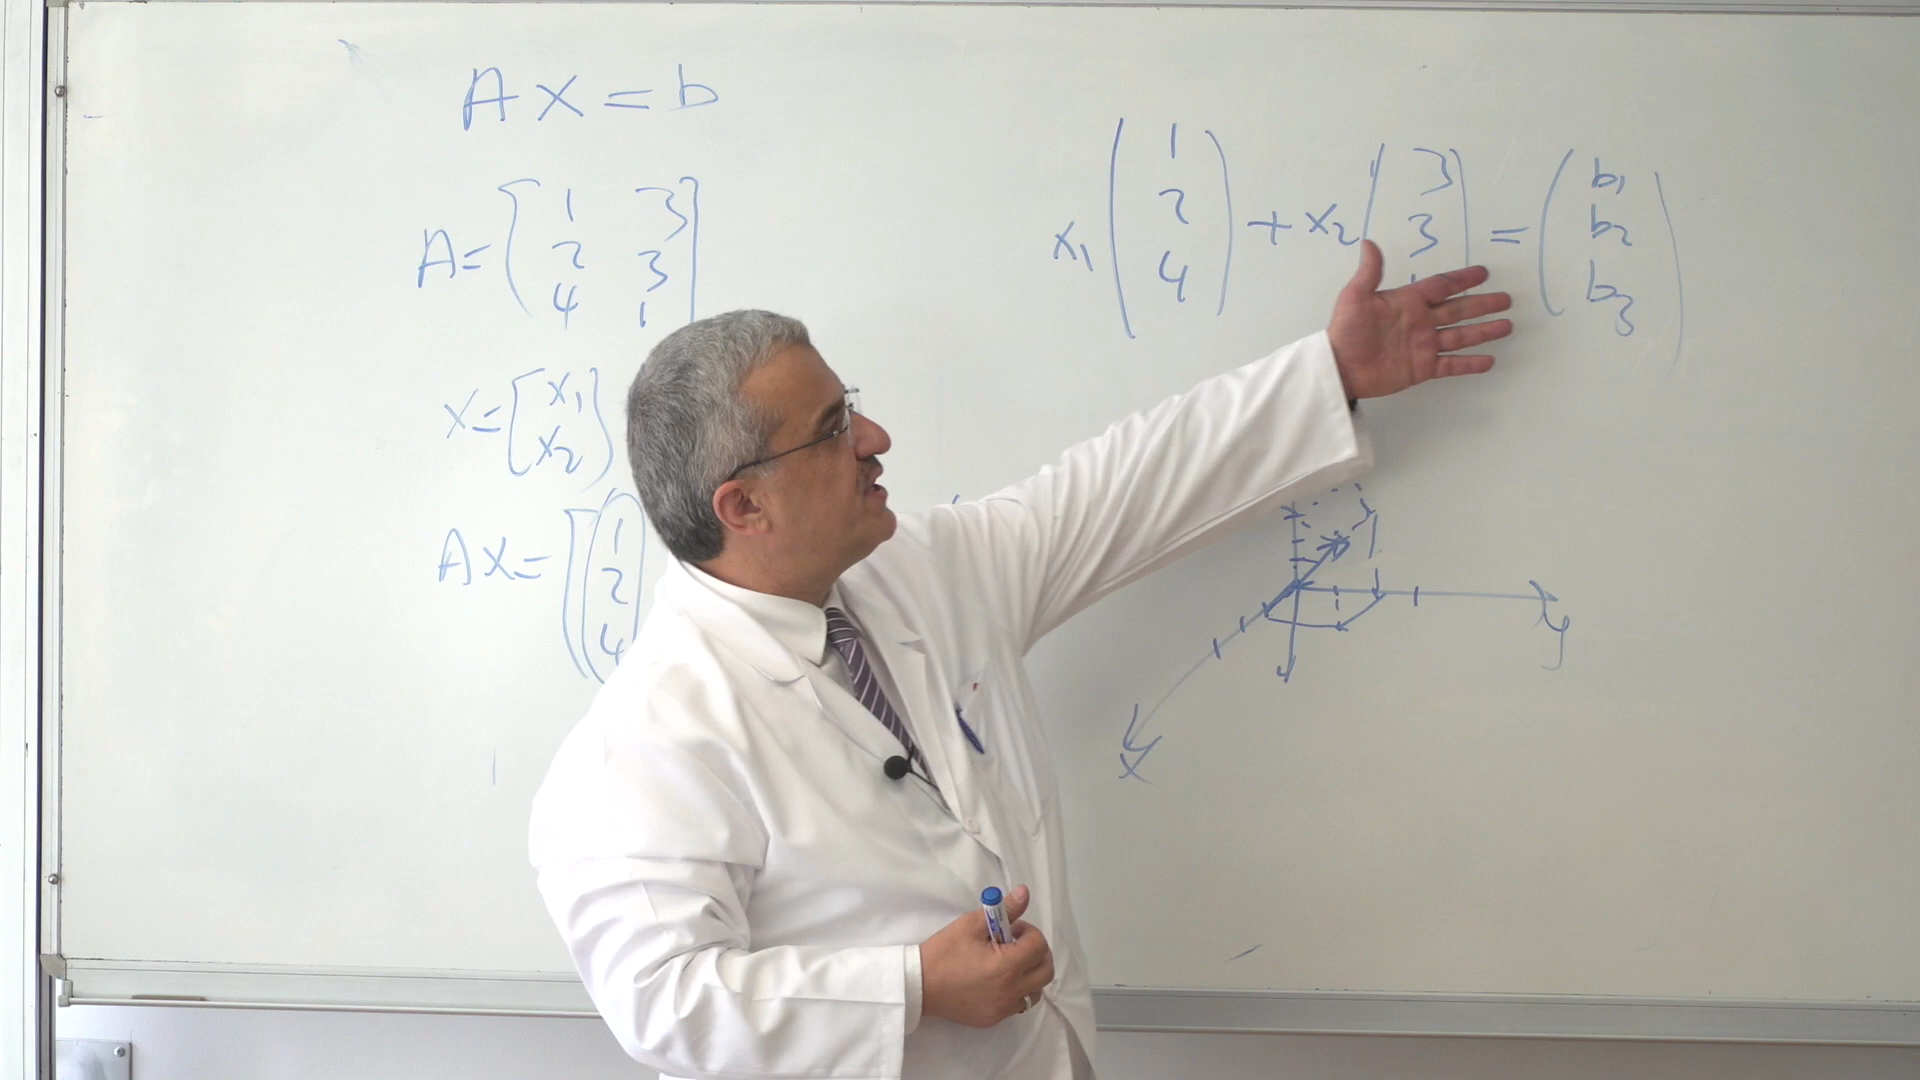 AX = b
A = [1 3
2 3
4 1]
x = [x1
x2]
AX = [1
2
4
x1 (1 2 4) + x2 (3 3 1) = (b1 b2 b3)
y
x